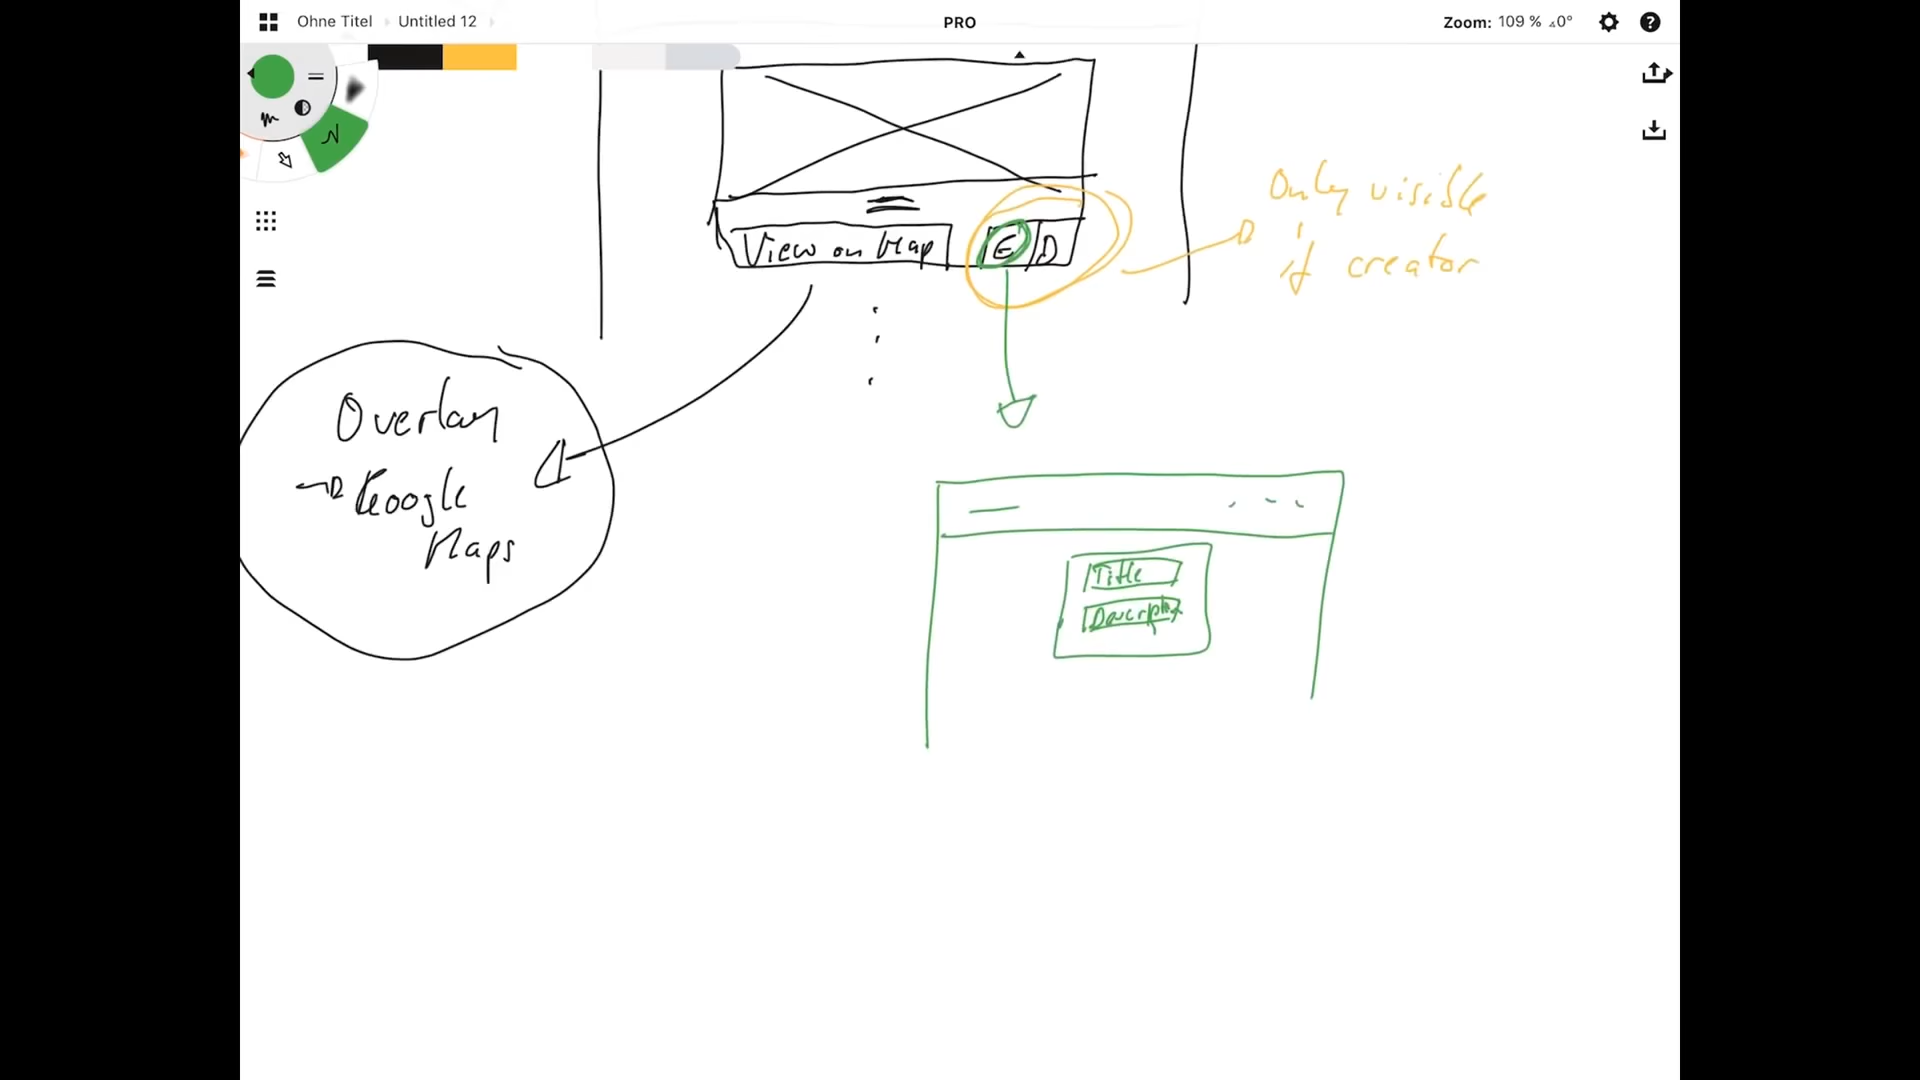 Ohne Titel
Untitled 12
PRO
Zoom: 109 % ⊿0°
View on Map
E
D
Only visible
if creator
Overlay
Google
Maps
Title